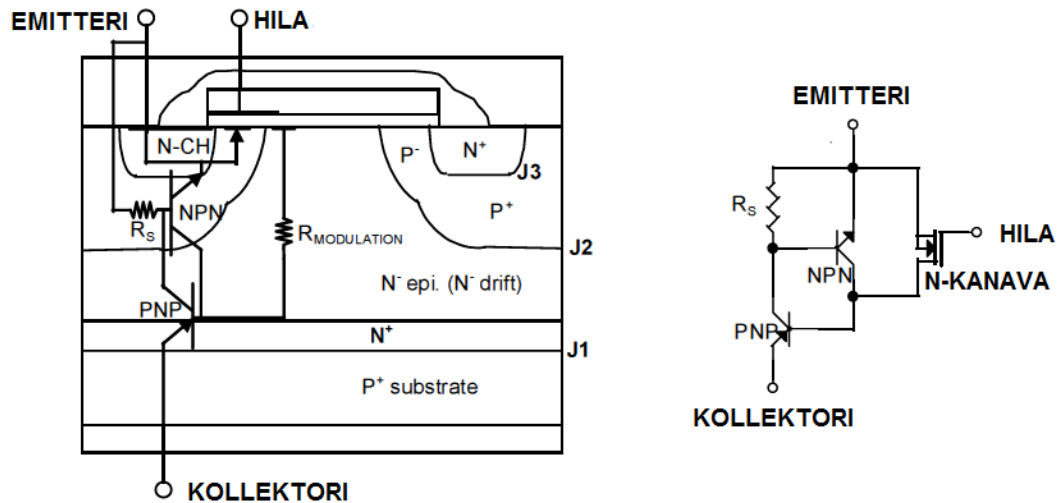 EMITTERI
HILA
N-CH
P⁻
N⁺
J3
NPN
P⁺
R_S
R_MODULATION
J2
N⁻ epi. (N⁻ drift)
PNP
N⁺
J1
P⁺ substrate
KOLLEKTORI
EMITTERI
R_S
HILA
NPN
N-KANAVA
PNP
KOLLEKTORI